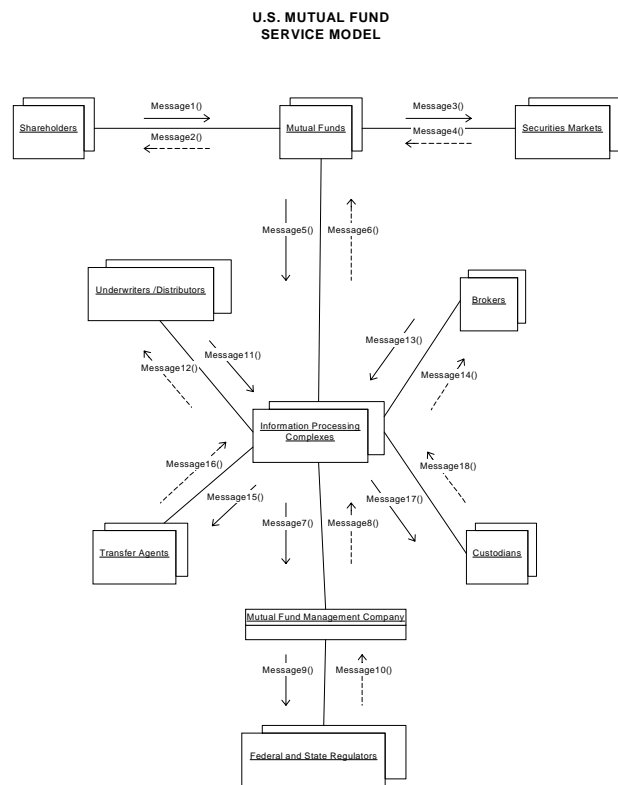 U.S. MUTUAL FUND
SERVICE MODEL
Message1()
Message3()
Shareholders
Mutual Funds
Securities Markets
Message2()
Message4()
Message5()
Message6()
Underwriters /Distributors
Brokers
Message13()
Message11()
Message12()
Message14()
Information Processing
Complexes
Message16()
Message18()
Message15()
Message17()
Message7()
Message8()
Transfer Agents
Custodians
Mutual Fund Management Company
Message9()
Message10()
Federal and State Regulators